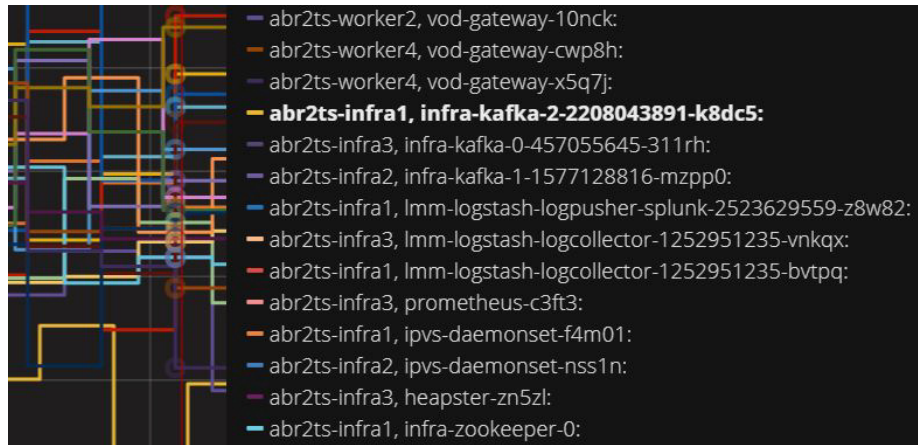 abr2ts-worker2, vod-gateway-10nck:
abr2ts-worker4, vod-gateway-cwp8h:
abr2ts-worker4, vod-gateway-x5q7j:
abr2ts-infra1, infra-kafka-2-2208043891-k8dc5:
abr2ts-infra3, infra-kafka-0-457055645-311rh:
abr2ts-infra2, infra-kafka-1-1577128816-mzpp0:
abr2ts-infra1, lmm-logstash-logpusher-splunk-2523629559-z8w82:
abr2ts-infra3, lmm-logstash-logcollector-1252951235-vnkqx:
abr2ts-infra1, lmm-logstash-logcollector-1252951235-bvtpq:
abr2ts-infra3, prometheus-c3ft3:
abr2ts-infra1, ipvs-daemonset-f4m01:
abr2ts-infra2, ipvs-daemonset-nss1n:
abr2ts-infra3, heapster-zn5zl:
abr2ts-infra1, infra-zookeeper-0: